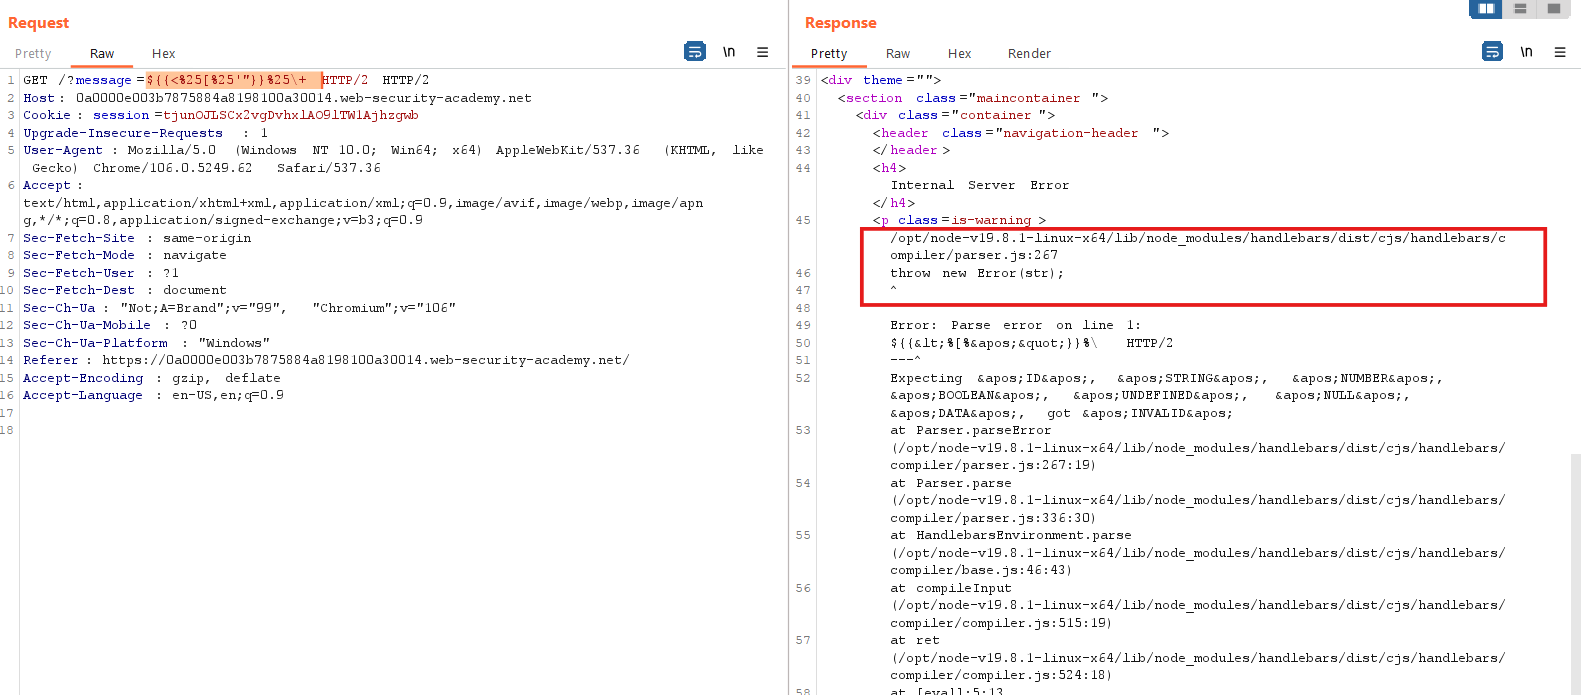 Request
Pretty Raw Hex
\n
1 GET /?message=${{<%25[%25'"}}%25\+ HTTP/2 HTTP/2
2 Host: 0a0000e003b7875884a8198100a30014.web-security-academy.net
3 Cookie: session=tjunOJLSCx2vgDvhxlAO9lTW1Ajhzgwb
4 Upgrade-Insecure-Requests : 1
5 User-Agent: Mozilla/5.0 (Windows NT 10.0; Win64; x64) AppleWebKit/537.36 (KHTML, like
Gecko) Chrome/106.0.5249.62 Safari/537.36
6 Accept:
text/html,application/xhtml+xml,application/xml;q=0.9,image/avif,image/webp,image/apn
g,*/*;q=0.8,application/signed-exchange;v=b3;q=0.9
7 Sec-Fetch-Site : same-origin
8 Sec-Fetch-Mode : navigate
9 Sec-Fetch-User : ?1
10 Sec-Fetch-Dest : document
11 Sec-Ch-Ua : "Not;A=Brand";v="99", "Chromium";v="106"
12 Sec-Ch-Ua-Mobile : ?0
13 Sec-Ch-Ua-Platform : "Windows"
14 Referer : https://0a0000e003b7875884a8198100a30014.web-security-academy.net/
15 Accept-Encoding : gzip, deflate
16 Accept-Language : en-US,en;q=0.9
17
18
Response
Pretty Raw Hex Render
\n
39 <div theme="">
40 <section class="maincontainer ">
41 <div class="container ">
42 <header class="navigation-header ">
43 </header>
44 <h4>
Internal Server Error
</h4>
45 <p class=is-warning >
/opt/node-v19.8.1-linux-x64/lib/node_modules/handlebars/dist/cjs/handlebars/c
ompiler/parser.js:267
46 throw new Error(str);
47 ^
48
49 Error: Parse error on line 1:
50 ${{&lt;%[%&apos;&quot;}}%\ HTTP/2
51 ---^
52 Expecting &apos;ID&apos;, &apos;STRING&apos;, &apos;NUMBER&apos;,
&apos;BOOLEAN&apos;, &apos;UNDEFINED&apos;, &apos;NULL&apos;,
&apos;DATA&apos;, got &apos;INVALID&apos;
53 at Parser.parseError
(/opt/node-v19.8.1-linux-x64/lib/node_modules/handlebars/dist/cjs/handlebars/
compiler/parser.js:267:19)
54 at Parser.parse
(/opt/node-v19.8.1-linux-x64/lib/node_modules/handlebars/dist/cjs/handlebars/
compiler/parser.js:336:30)
55 at HandlebarsEnvironment.parse
(/opt/node-v19.8.1-linux-x64/lib/node_modules/handlebars/dist/cjs/handlebars/
compiler/base.js:46:43)
56 at compileInput
(/opt/node-v19.8.1-linux-x64/lib/node_modules/handlebars/dist/cjs/handlebars/
compiler/compiler.js:515:19)
57 at ret
(/opt/node-v19.8.1-linux-x64/lib/node_modules/handlebars/dist/cjs/handlebars/
compiler/compiler.js:524:18)
58 at [eval]:5:13